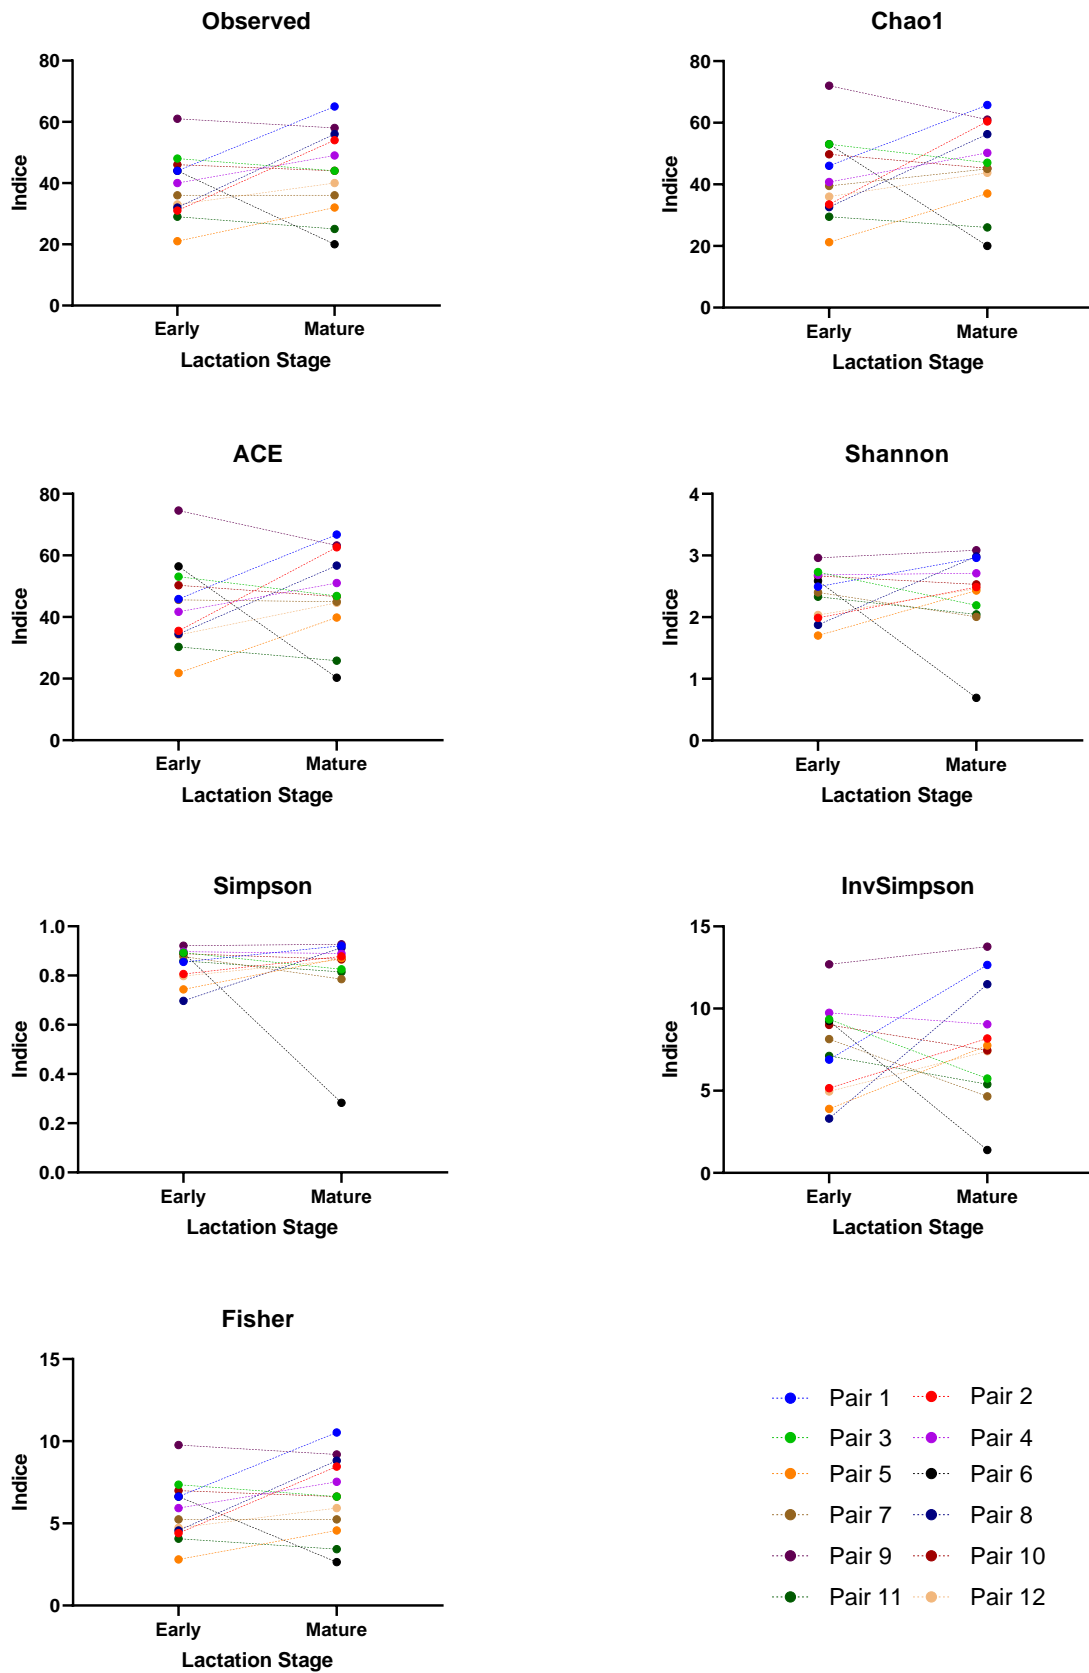 Observed
80
60
40
20
0
Indice
Early Mature
Lactation Stage
Chao1
80
60
40
20
0
Indice
Early Mature
Lactation Stage
ACE
80
60
40
20
0
Indice
Early Mature
Lactation Stage
Shannon
4
3
2
1
0
Indice
Early Mature
Lactation Stage
Simpson
1.0
0.8
0.6
0.4
0.2
0.0
Indice
Early Mature
Lactation Stage
InvSimpson
15
10
5
0
Indice
Early Mature
Lactation Stage
Fisher
15
10
5
0
Indice
Early Mature
Lactation Stage
Pair 1 Pair 2
Pair 3 Pair 4
Pair 5 Pair 6
Pair 7 Pair 8
Pair 9 Pair 10
Pair 11 Pair 12